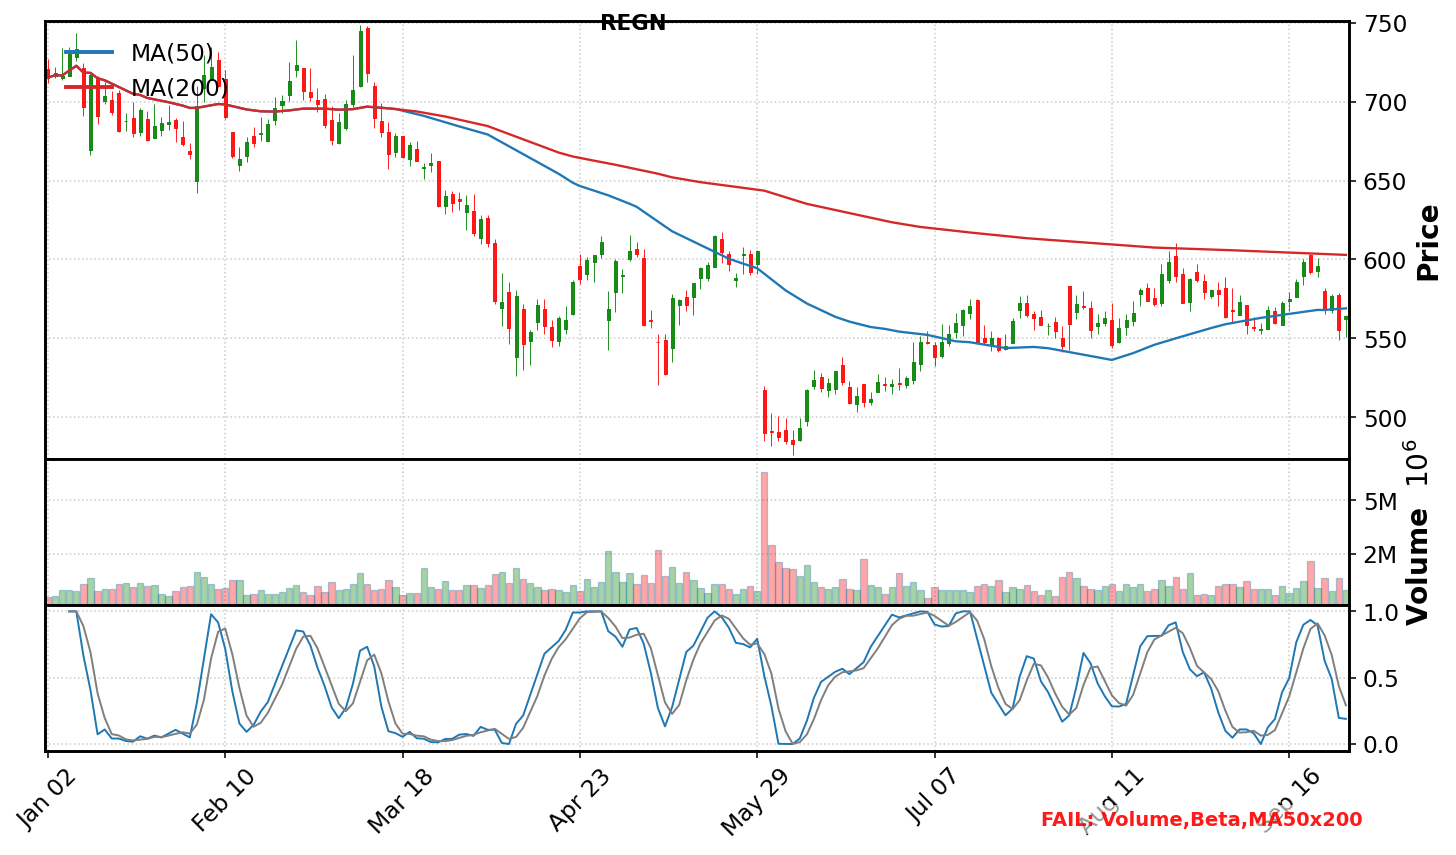 REGN
MA(50)
MA(200)
750
700
650
600
550
500
Price
5M
2M
Volume 10⁶
1.0
0.5
0.0
Jan 02
Feb 10
Mar 18
Apr 23
May 29
Jul 07
Aug 11
Sep 16
FAIL: Volume,Beta,MA50x200